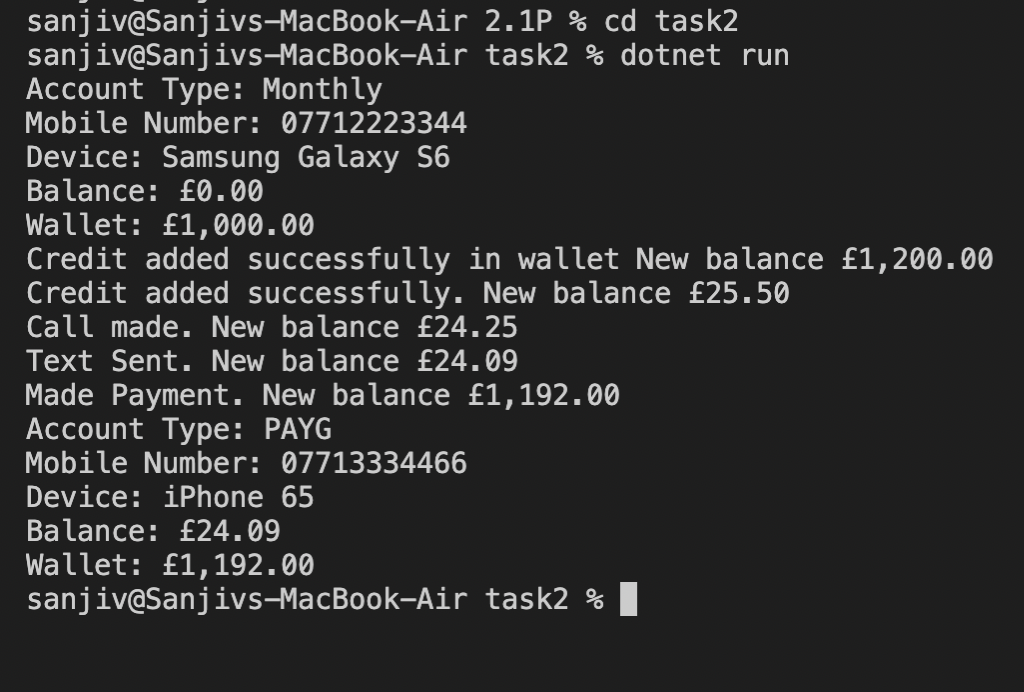 sanjiv@Sanjivs-MacBook-Air 2.1P % cd task2
sanjiv@Sanjivs-MacBook-Air task2 % dotnet run
Account Type: Monthly
Mobile Number: 07712223344
Device: Samsung Galaxy S6
Balance: £0.00
Wallet: £1,000.00
Credit added successfully in wallet New balance £1,200.00
Credit added successfully. New balance £25.50
Call made. New balance £24.25
Text Sent. New balance £24.09
Made Payment. New balance £1,192.00
Account Type: PAYG
Mobile Number: 07713334466
Device: iPhone 65
Balance: £24.09
Wallet: £1,192.00
sanjiv@Sanjivs-MacBook-Air task2 %